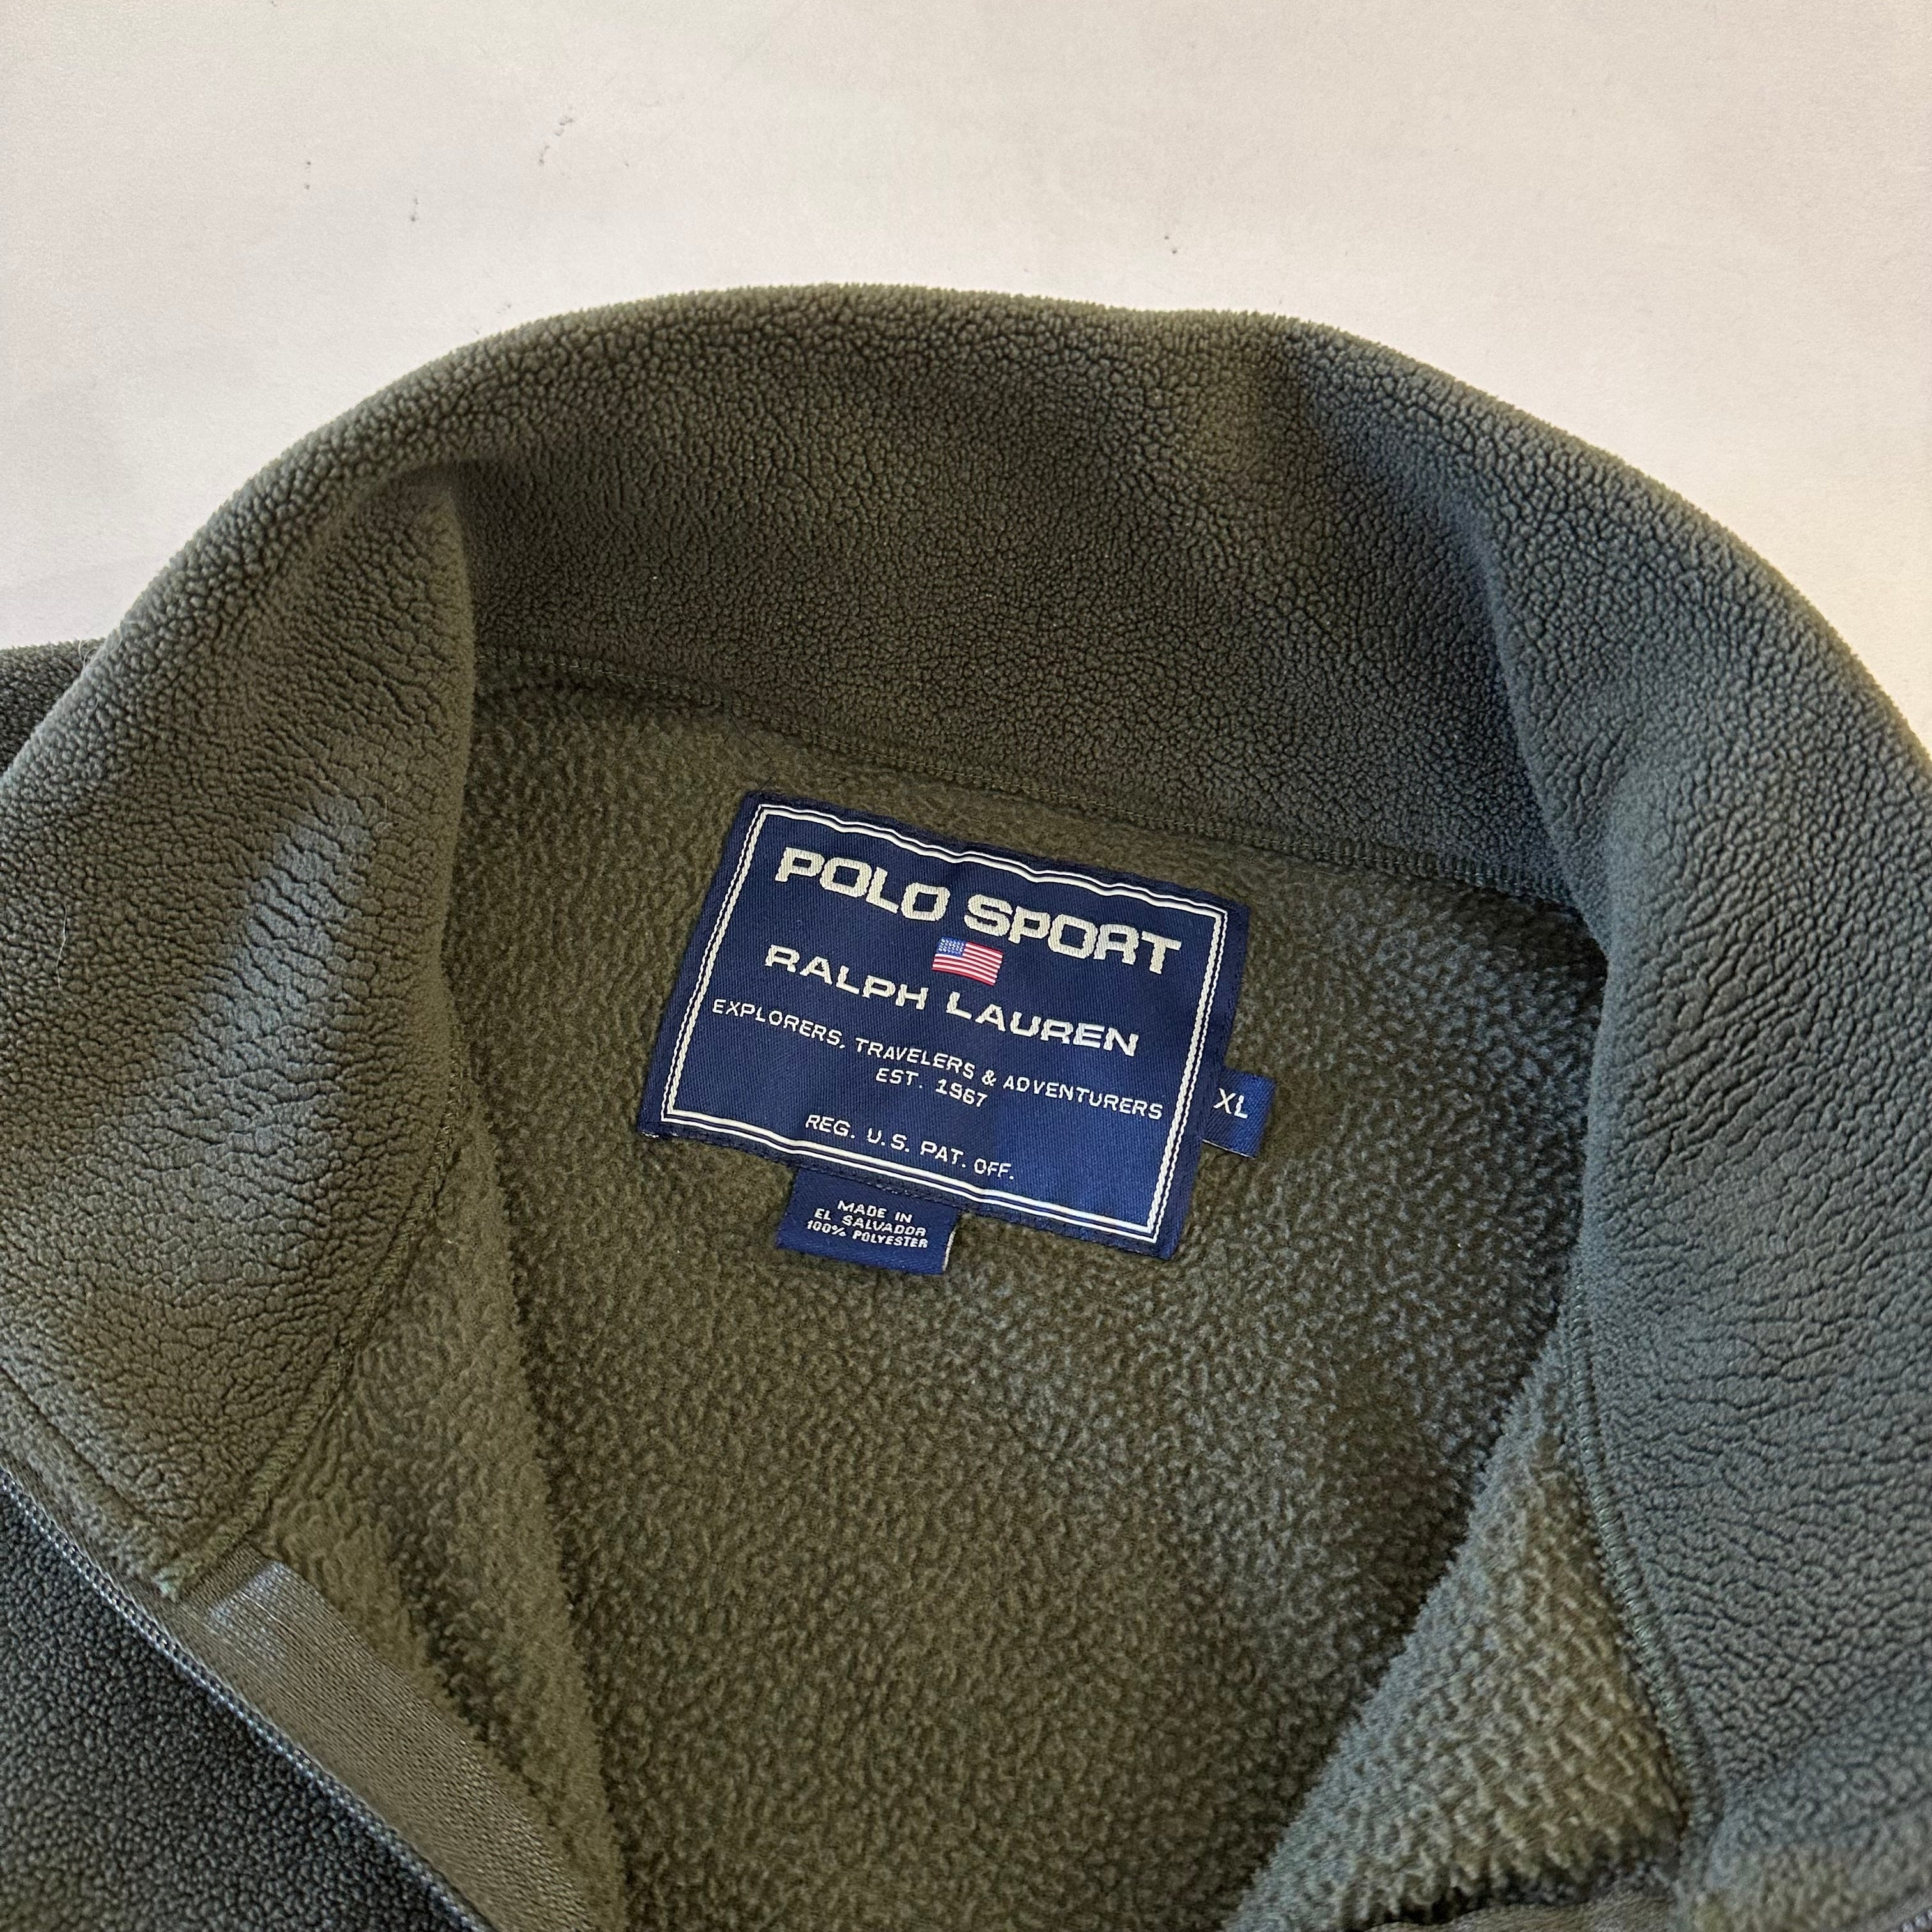 POLO SPORT
RALPH LAUREN
EXPLORERS, TRAVELERS & ADVENTURERS
EST. 1967
REG. U.S. PAT. OFF.
XL
MADE IN
EL SALVADOR
100% POLYESTER